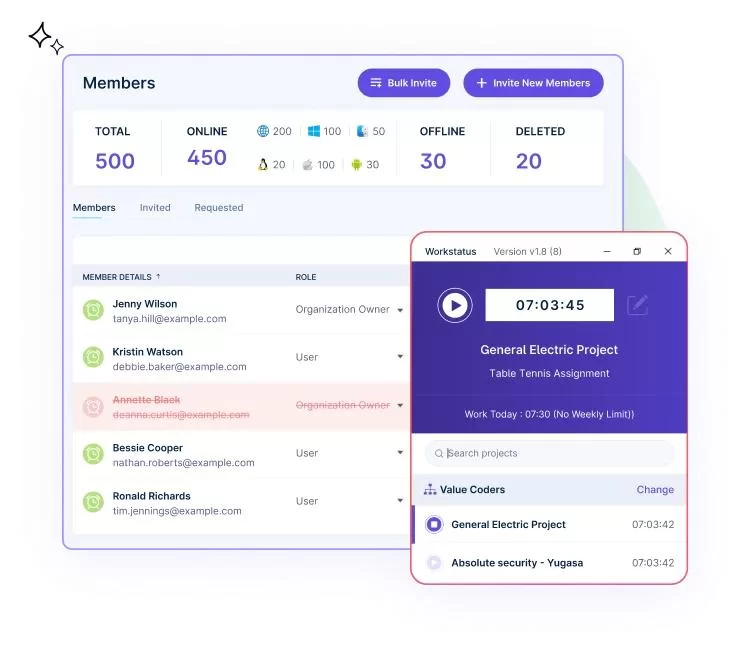 Members
Bulk Invite
Invite New Members
TOTAL
500
ONLINE
450
200
100
50
20
100
30
OFFLINE
30
DELETED
20
Members Invited Requested
MEMBER DETAILS ↑ ROLE
Jenny Wilson
tanya.hill@example.com
Organization Owner
Kristin Watson
debbie.baker@example.com
User
Annette Black
deanna.curtis@example.com
Organization Owner
Bessie Cooper
nathan.roberts@example.com
User
Ronald Richards
tim.jennings@example.com
User
Workstatus Version v1.8 (8)
07:03:45
General Electric Project
Table Tennis Assignment
Work Today : 07:30 (No Weekly Limit))
Search projects
Value Coders Change
General Electric Project 07:03:42
Absolute security - Yugasa 07:03:42